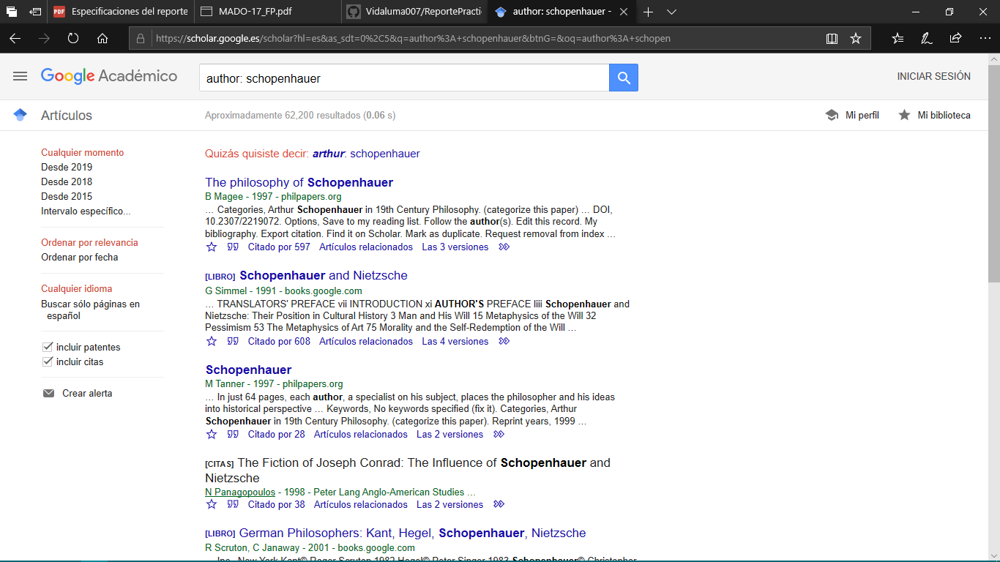 PDF Especificaciones del reporte
MADO-17_FP.pdf
Vidaluma007/ReportePractic
author: schopenhauer -
https://scholar.google.es/scholar?hl=es&as_sdt=0%2C5&q=author%3A+schopenhauer&btnG=&oq=author%3A+schopen
Google Académico
author: schopenhauer
INICIAR SESIÓN
Artículos
Aproximadamente 62,200 resultados (0.06 s)
Mi perfil
Mi biblioteca
Cualquier momento
Desde 2019
Desde 2018
Desde 2015
Intervalo específico...
Ordenar por relevancia
Ordenar por fecha
Cualquier idioma
Buscar sólo páginas en
español
incluir patentes
incluir citas
Crear alerta
Quizás quisiste decir: arthur: schopenhauer
The philosophy of Schopenhauer
B Magee - 1997 - philpapers.org
... Categories, Arthur Schopenhauer in 19th Century Philosophy. (categorize this paper) ... DOI,
10.2307/2219072. Options, Save to my reading list. Follow the author(s). Edit this record. My
bibliography. Export citation. Find it on Scholar. Mark as duplicate. Request removal from index ...
Citado por 597 Artículos relacionados Las 3 versiones
[LIBRO] Schopenhauer and Nietzsche
G Simmel - 1991 - books.google.com
... TRANSLATORS' PREFACE vii INTRODUCTION xi AUTHOR'S PREFACE liii Schopenhauer and
Nietzsche: Their Position in Cultural History 3 Man and His Will 15 Metaphysics of the Will 32
Pessimism 53 The Metaphysics of Art 75 Morality and the Self-Redemption of the Will ...
Citado por 608 Artículos relacionados Las 4 versiones
Schopenhauer
M Tanner - 1997 - philpapers.org
... In just 64 pages, each author, a specialist on his subject, places the philosopher and his ideas
into historical perspective ... Keywords, No keywords specified (fix it). Categories, Arthur
Schopenhauer in 19th Century Philosophy. (categorize this paper). Reprint years, 1999 ...
Citado por 28 Artículos relacionados Las 2 versiones
[CITAS] The Fiction of Joseph Conrad: The Influence of Schopenhauer and
Nietzsche
N Panagopoulos - 1998 - Peter Lang Anglo-American Studies ...
Citado por 38 Artículos relacionados Las 2 versiones
[LIBRO] German Philosophers: Kant, Hegel, Schopenhauer, Nietzsche
R Scruton, C Janaway - 2001 - books.google.com
... Inc., New York Kant© Roger Scruton 1982 Hegel© Peter Singer 1983 Schopenhauer© Christopher